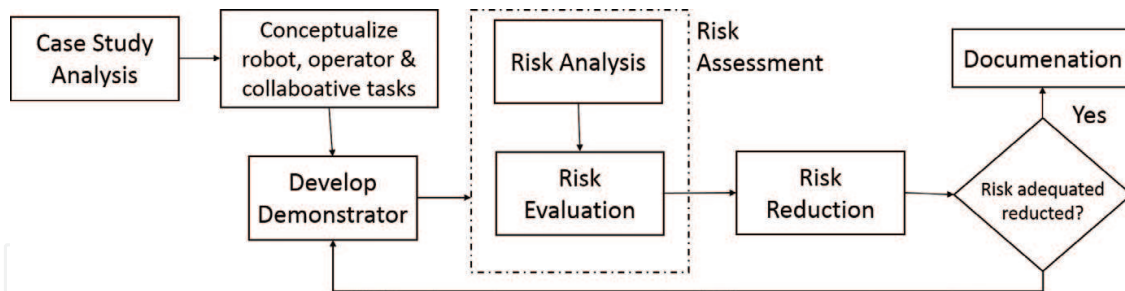 Case Study
Analysis
Conceptualize
robot, operator &
collaboative tasks
Develop
Demonstrator
Risk Analysis
Risk
Evaluation
Risk
Assessment
Risk
Reduction
Risk adequated
reducted?
Yes
Documenation